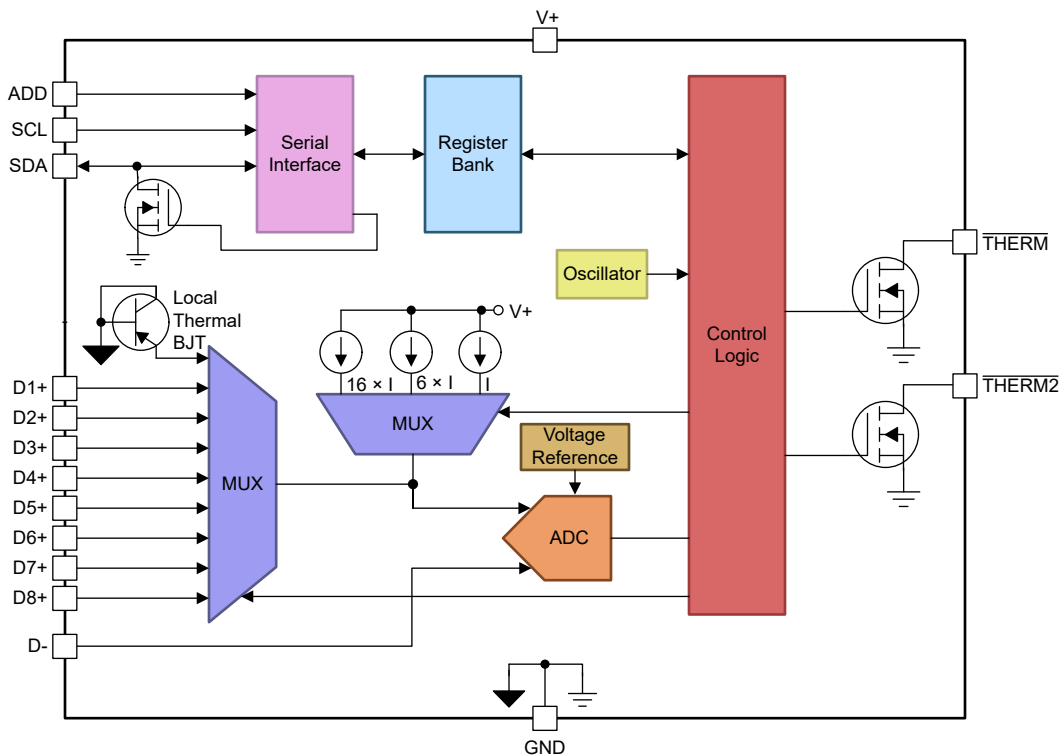 V+
ADD
SCL
SDA
Serial
Interface
Register
Bank
Control
Logic
THERM
THERM2
Oscillator
Local
Thermal
BJT
V+
16 × I
6 × I
I
MUX
Voltage
Reference
ADC
MUX
D1+
D2+
D3+
D4+
D5+
D6+
D7+
D8+
D-
GND